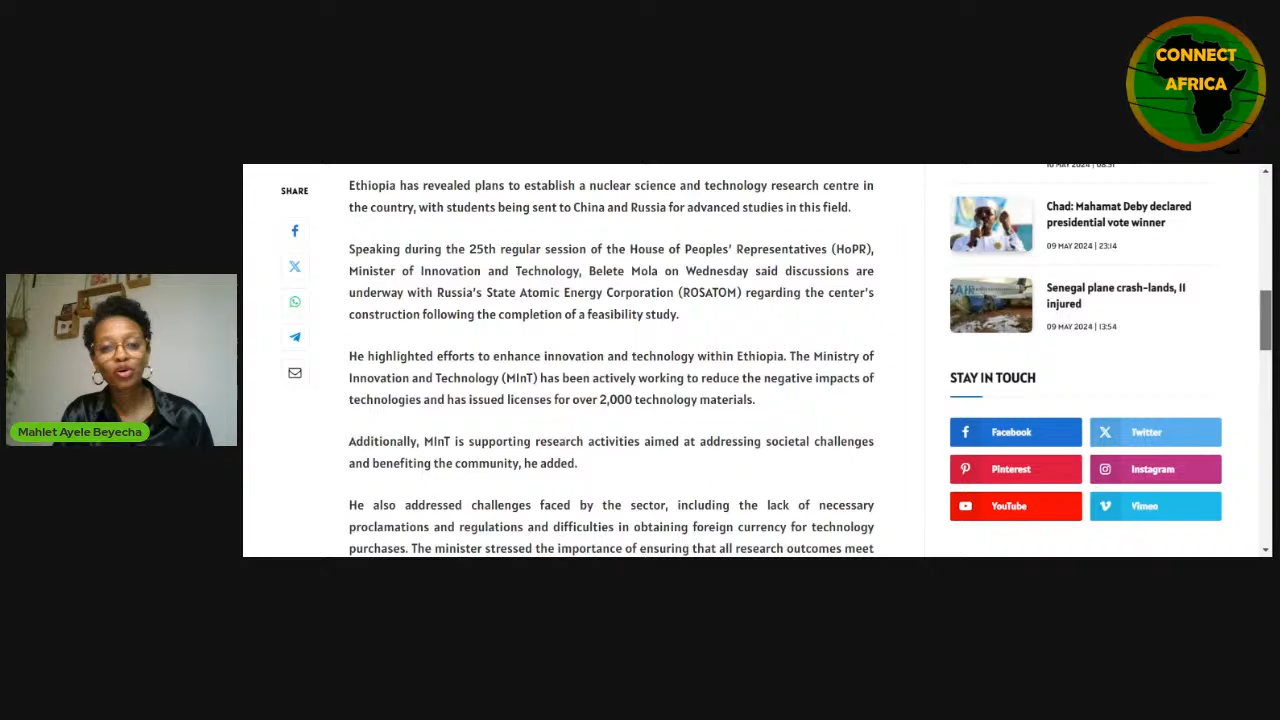 CONNECT
AFRICA
SHARE
Ethiopia has revealed plans to establish a nuclear science and technology research centre in
the country, with students being sent to China and Russia for advanced studies in this field.
Speaking during the 25th regular session of the House of Peoples' Representatives (HoPR),
Minister of Innovation and Technology, Belete Mola on Wednesday said discussions are
underway with Russia's State Atomic Energy Corporation (ROSATOM) regarding the center's
construction following the completion of a feasibility study.
He highlighted efforts to enhance innovation and technology within Ethiopia. The Ministry of
Innovation and Technology (MInT) has been actively working to reduce the negative impacts of
technologies and has issued licenses for over 2,000 technology materials.
Additionally, MInT is supporting research activities aimed at addressing societal challenges
and benefiting the community, he added.
He also addressed challenges faced by the sector, including the lack of necessary
proclamations and regulations and difficulties in obtaining foreign currency for technology
purchases. The minister stressed the importance of ensuring that all research outcomes meet
Chad: Mahamat Deby declared
presidential vote winner
09 MAY 2024 | 23:14
AIR
Senegal plane crash-lands, 11
injured
09 MAY 2024 | 13:54
STAY IN TOUCH
Facebook
Twitter
Pinterest
Instagram
YouTube
Vimeo
Mahlet Ayele Beyecha